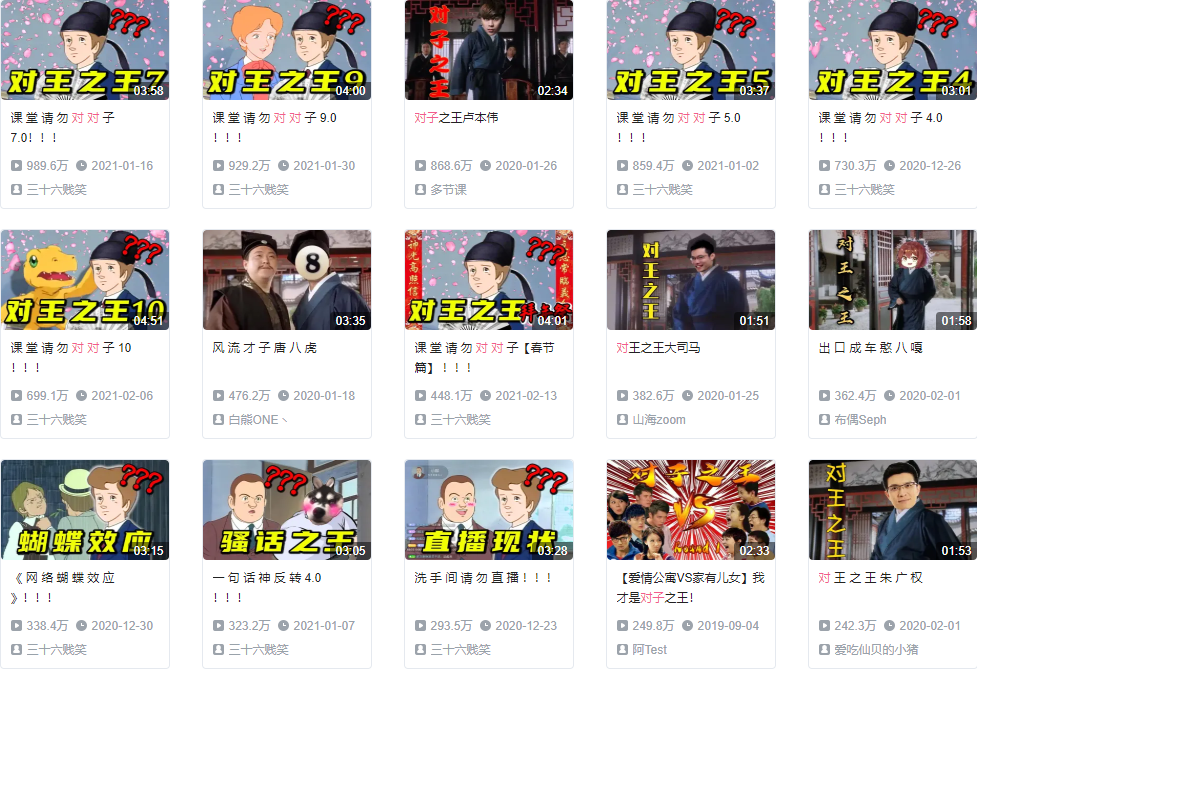 ???
对王之王7
03:58
课 堂 请 勿 对 对 子
7.0! ! !
989.6万 2021-01-16
三十六贱笑
???
对王之王9
04:00
课 堂 请 勿 对 对 子 9.0
! ! !
929.2万 2021-01-30
三十六贱笑
对子之王
02:34
对子之王卢本伟
868.6万 2020-01-26
多节课
???
对王之王5
03:37
课 堂 请 勿 对 对 子 5.0
! ! !
859.4万 2021-01-02
三十六贱笑
???
对王之王4
03:01
课 堂 请 勿 对 对 子 4.0
! ! !
730.3万 2020-12-26
三十六贱笑
???
对王之王10
04:51
课 堂 请 勿 对 对 子 10
! ! !
699.1万 2021-02-06
三十六贱笑
8
03:35
风 流 才 子 唐 八 虎
476.2万 2020-01-18
白熊ONE丶
???
对王之王
04:01
课 堂 请 勿 对 对 子【春节
篇】! ! !
448.1万 2021-02-13
三十六贱笑
对王之王
01:51
对王之王大司马
382.6万 2020-01-25
山海zoom
对王之王
01:58
出 口 成 车 憨 八 嘎
362.4万 2020-02-01
布偶Seph
???
蝴蝶效应
03:15
《 网 络 蝴 蝶 效 应
》! ! !
338.4万 2020-12-30
三十六贱笑
???
骚话之王
03:05
一 句 话 神 反 转 4.0
! ! !
323.2万 2021-01-07
三十六贱笑
???
直播现状
03:28
洗 手 间 请 勿 直 播 ! ! !
293.5万 2020-12-23
三十六贱笑
对子之王
VS
02:33
【爱情公寓VS家有儿女】我
才是对子之王!
249.8万 2019-09-04
阿Test
对王之王
01:53
对 王 之 王 朱 广 权
242.3万 2020-02-01
爱吃仙贝的小猪